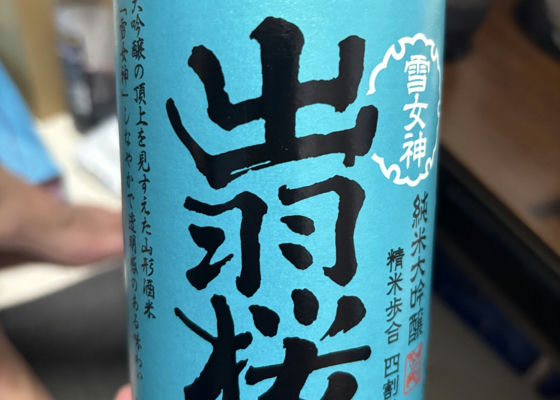 出羽桜
雪女神
純米大吟醸
精米歩合 四割
大吟醸の頂上を見すえた山形酒米
「雪女神」しなやかで透明感のある味わ